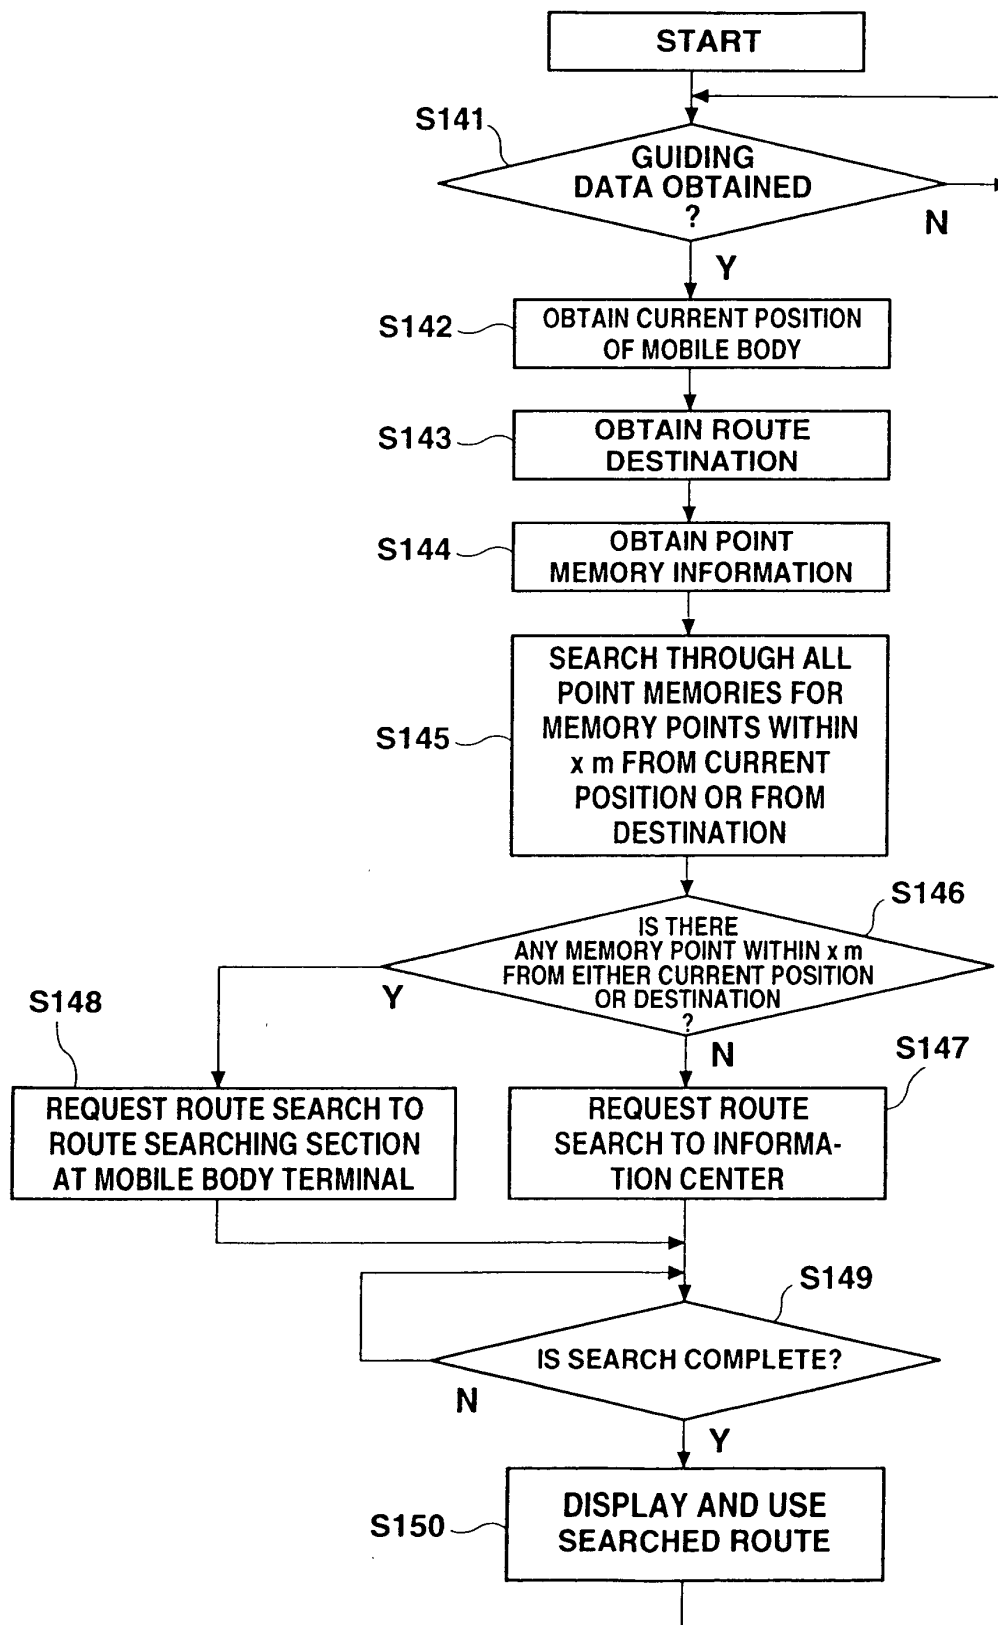 START
S141
GUIDING
DATA OBTAINED
?
N
Y
S142
OBTAIN CURRENT POSITION
OF MOBILE BODY
S143
OBTAIN ROUTE
DESTINATION
S144
OBTAIN POINT
MEMORY INFORMATION
S145
SEARCH THROUGH ALL
POINT MEMORIES FOR
MEMORY POINTS WITHIN
x m FROM CURRENT
POSITION OR FROM
DESTINATION
S146
IS THERE
ANY MEMORY POINT WITHIN x m
FROM EITHER CURRENT POSITION
OR DESTINATION
?
Y
N
S148
REQUEST ROUTE SEARCH TO
ROUTE SEARCHING SECTION
AT MOBILE BODY TERMINAL
S147
REQUEST ROUTE
SEARCH TO INFORMA-
TION CENTER
S149
IS SEARCH COMPLETE?
N
Y
S150
DISPLAY AND USE
SEARCHED ROUTE